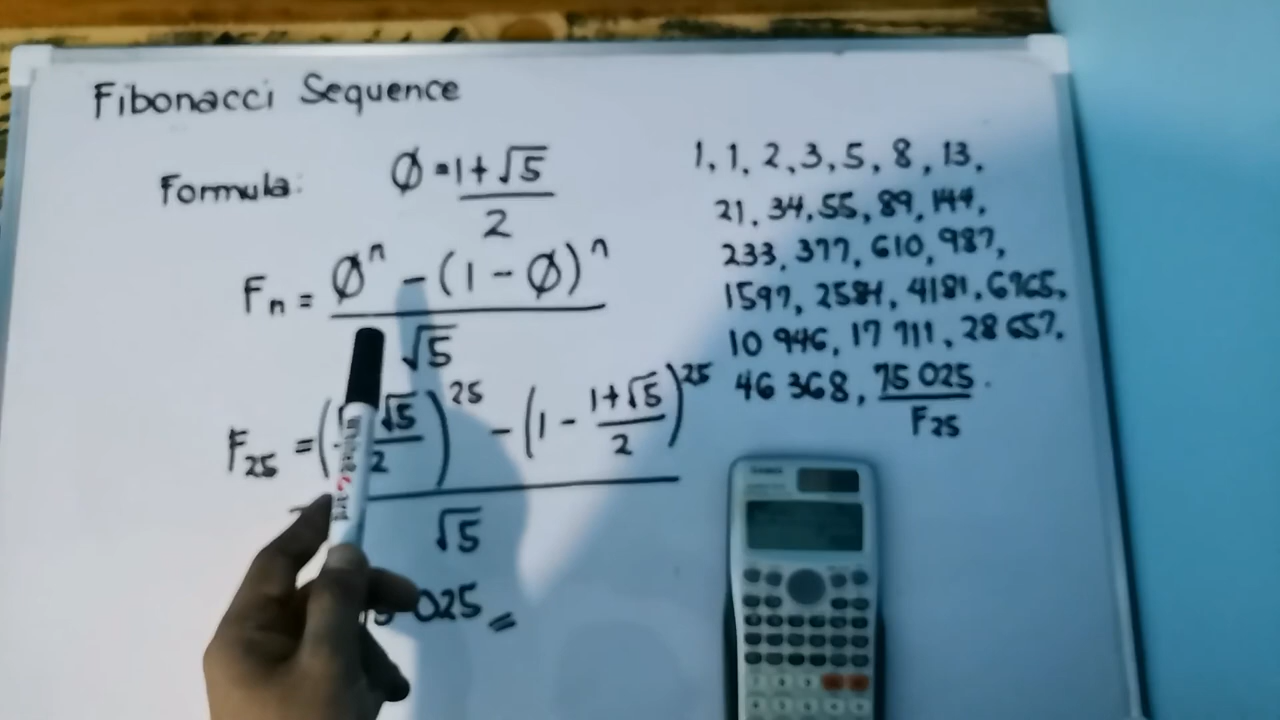 Fibonacci Sequence
Formula: Ø = 1 + √5 / 2
Fn = Øⁿ - (1 - Ø)ⁿ / √5
F25 = ( √5 / 2 )²⁵ - (1 - 1 + √5 / 2)²⁵ / √5
025
1, 1, 2, 3, 5, 8, 13,
21, 34, 55, 89, 144,
233, 377, 610, 987,
1597, 2584, 4181, 6765,
10 946, 17 711, 28 657,
46 368, 75 025.
F25